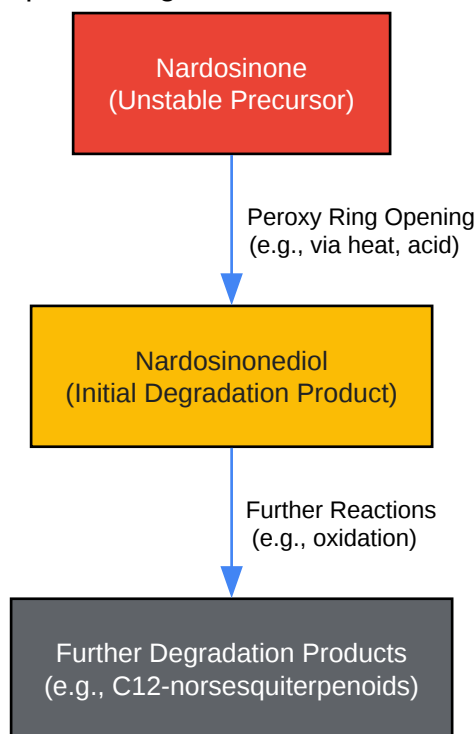 Nardosinone
(Unstable Precursor)
Peroxy Ring Opening
(e.g., via heat, acid)
Nardosinonediol
(Initial Degradation Product)
Further Reactions
(e.g., oxidation)
Further Degradation Products
(e.g., C12-norsesquiterpenoids)